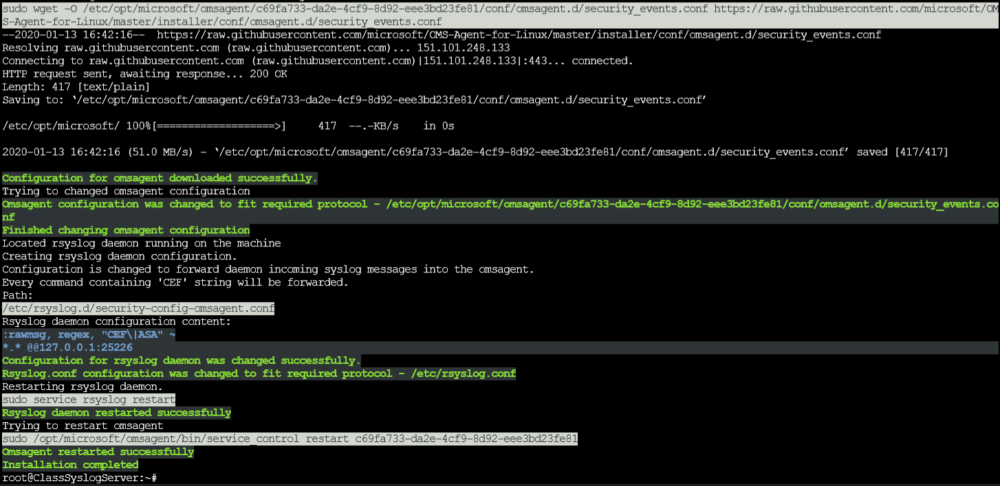 sudo wget -O /etc/opt/microsoft/omsagent/c69fa733-da2e-4cf9-8d92-eee3bd23fe81/conf/omsagent.d/security_events.conf https://raw.githubusercontent.com/microsoft/OM
S-Agent-for-Linux/master/installer/conf/omsagent.d/security_events.conf
--2020-01-13 16:42:16--  https://raw.githubusercontent.com/microsoft/OMS-Agent-for-Linux/master/installer/conf/omsagent.d/security_events.conf
Resolving raw.githubusercontent.com (raw.githubusercontent.com)... 151.101.248.133
Connecting to raw.githubusercontent.com (raw.githubusercontent.com)|151.101.248.133|:443... connected.
HTTP request sent, awaiting response... 200 OK
Length: 417 [text/plain]
Saving to: ‘/etc/opt/microsoft/omsagent/c69fa733-da2e-4cf9-8d92-eee3bd23fe81/conf/omsagent.d/security_events.conf’
/etc/opt/microsoft/ 100%[===================>]     417  --.-KB/s    in 0s
2020-01-13 16:42:16 (51.0 MB/s) - ‘/etc/opt/microsoft/omsagent/c69fa733-da2e-4cf9-8d92-eee3bd23fe81/conf/omsagent.d/security_events.conf’ saved [417/417]
Configuration for omsagent downloaded successfully.
Trying to changed omsagent configuration
Omsagent configuration was changed to fit required protocol - /etc/opt/microsoft/omsagent/c69fa733-da2e-4cf9-8d92-eee3bd23fe81/conf/omsagent.d/security_events.co
nf
Finished changing omsagent configuration
Located rsyslog daemon running on the machine
Creating rsyslog daemon configuration.
Configuration is changed to forward daemon incoming syslog messages into the omsagent.
Every command containing 'CEF' string will be forwarded.
Path:
/etc/rsyslog.d/security-config-omsagent.conf
Rsyslog daemon configuration content:
:rawmsg, regex, "CEF\|ASA" ~
*.* @@127.0.0.1:25226
Configuration for rsyslog daemon was changed successfully.
Rsyslog.conf configuration was changed to fit required protocol - /etc/rsyslog.conf
Restarting rsyslog daemon.
sudo service rsyslog restart
Rsyslog daemon restarted successfully
Trying to restart omsagent
sudo /opt/microsoft/omsagent/bin/service_control restart c69fa733-da2e-4cf9-8d92-eee3bd23fe81
Omsagent restarted successfully
Installation completed
root@ClassSyslogServer:~#